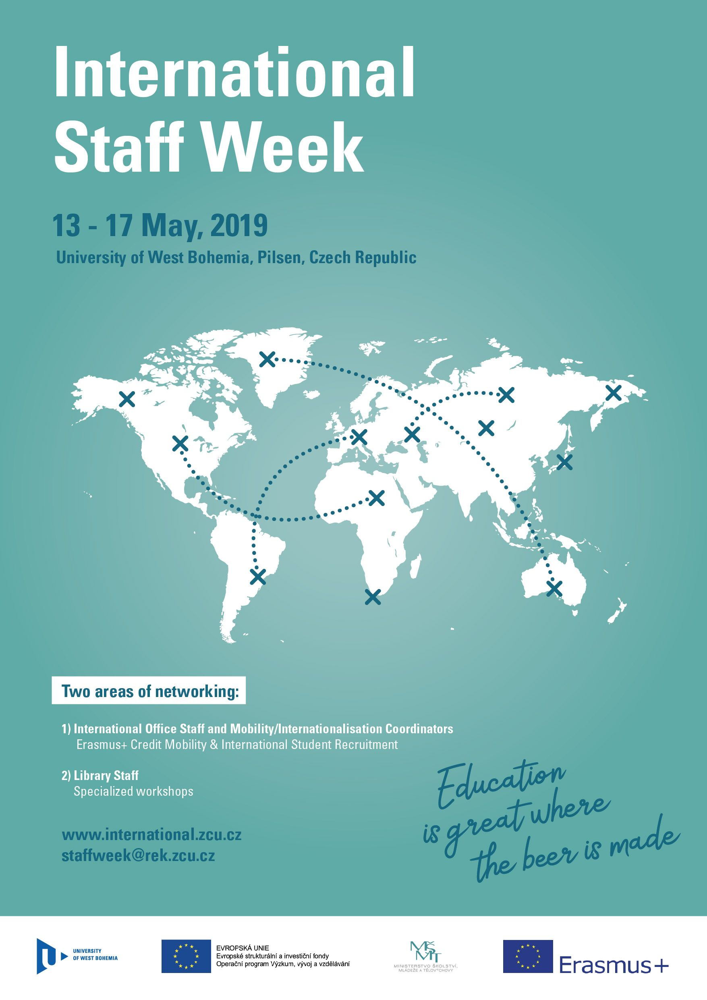 International
Staff Week
13 - 17 May, 2019
University of West Bohemia, Pilsen, Czech Republic
Two areas of networking:
1) International Office Staff and Mobility/Internationalisation Coordinators
Erasmus+ Credit Mobility & International Student Recruitment
2) Library Staff
Specialized workshops
www.international.zcu.cz
staffweek@rek.zcu.cz
Education
is great where
the beer is made
UNIVERSITY
OF WEST BOHEMIA
EVROPSKÁ UNIE
Evropské strukturální a investiční fondy
Operační program Výzkum, vývoj a vzdělávání
MŠMT
MINISTERSTVO ŠKOLSTVÍ,
MLÁDEŽE A TĚLOVÝCHOVY
Erasmus+